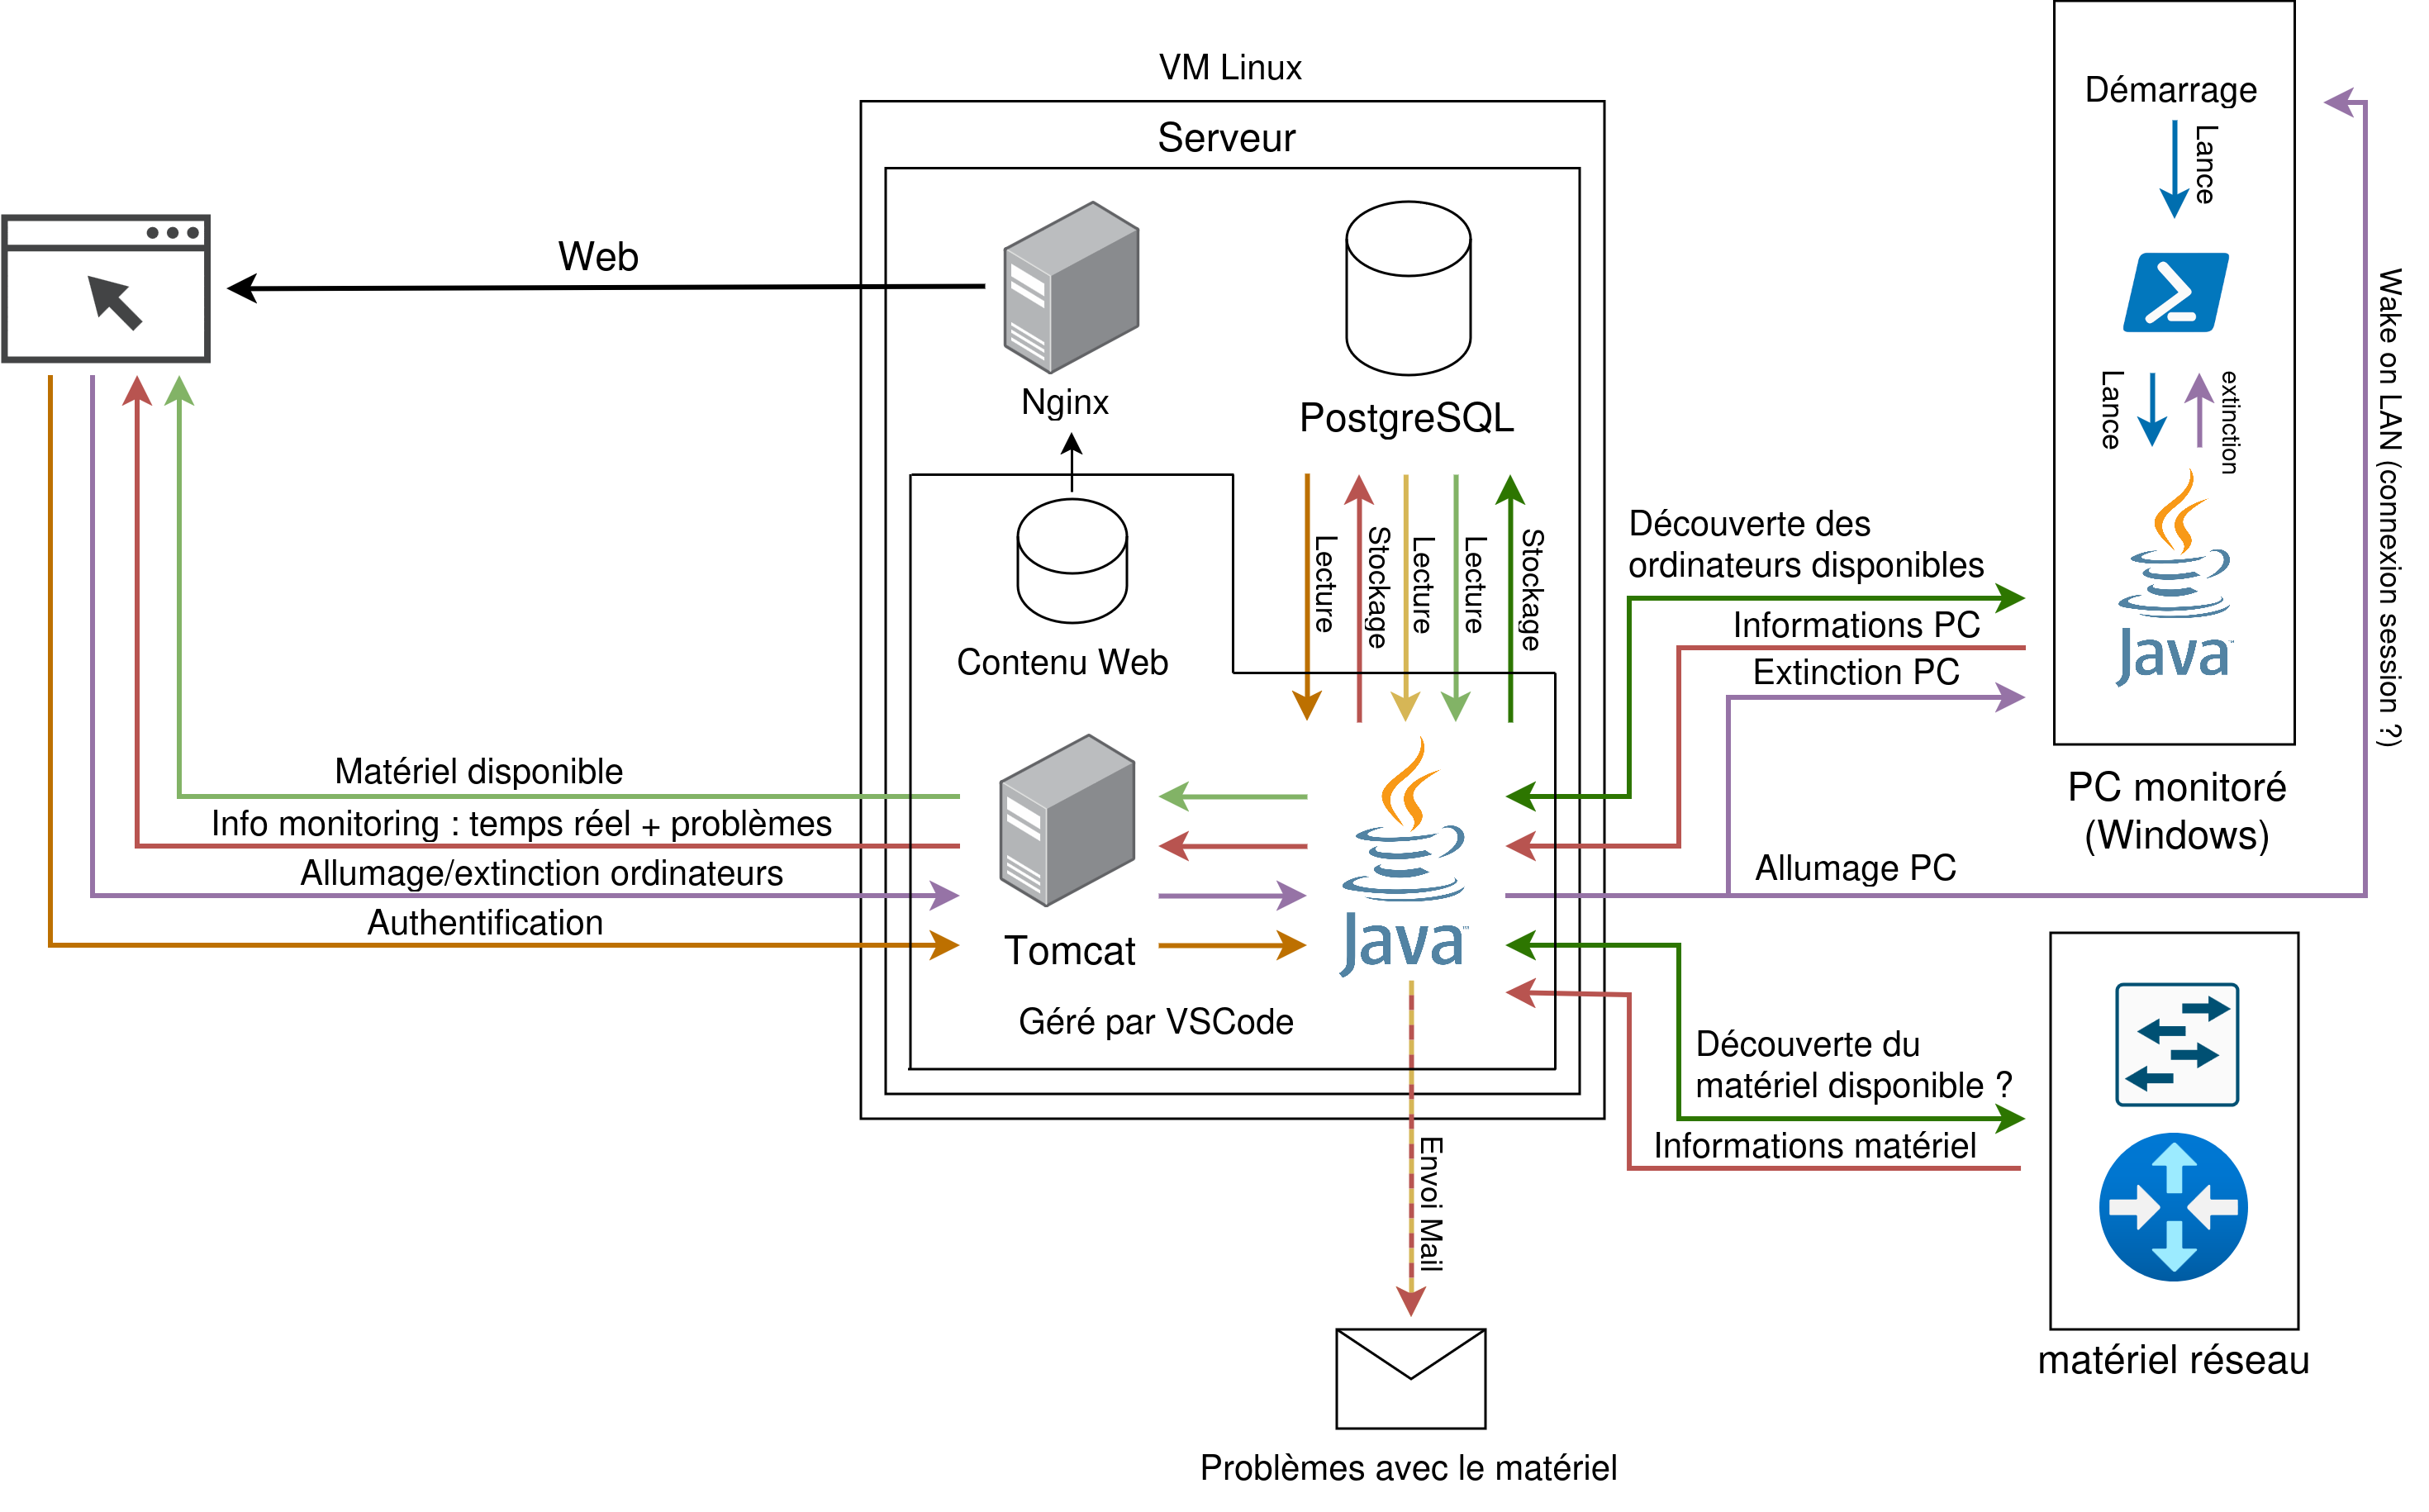 VM Linux
Serveur
Démarrage
Lance
Web
Nginx
PostgreSQL
Lance
extinction
Wake on LAN (connexion session ?)
Lecture
Stockage
Lecture
Lecture
Stockage
Découverte des
ordinateurs disponibles
Informations PC
Extinction PC
Java™
Contenu Web
PC monitoré
(Windows)
Matériel disponible
Info monitoring : temps réel + problèmes
Allumage/extinction ordinateurs
Authentification
Tomcat
Java™
Allumage PC
Géré par VSCode
Découverte du
matériel disponible ?
Informations matériel
Envoi Mail
matériel réseau
Problèmes avec le matériel